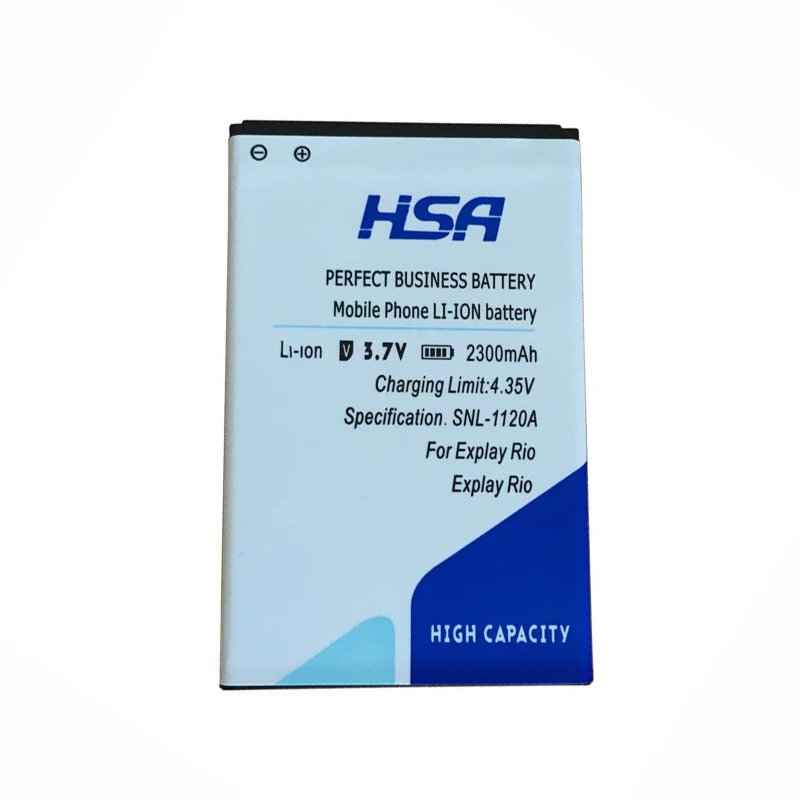 ⊖ ⊕
HSA
PERFECT BUSINESS BATTERY
Mobile Phone LI-ION battery
Li-ion V 3.7V 2300mAh
Charging Limit:4.35V
Specification. SNL-1120A
For Explay Rio
Explay Rio
HIGH CAPACITY